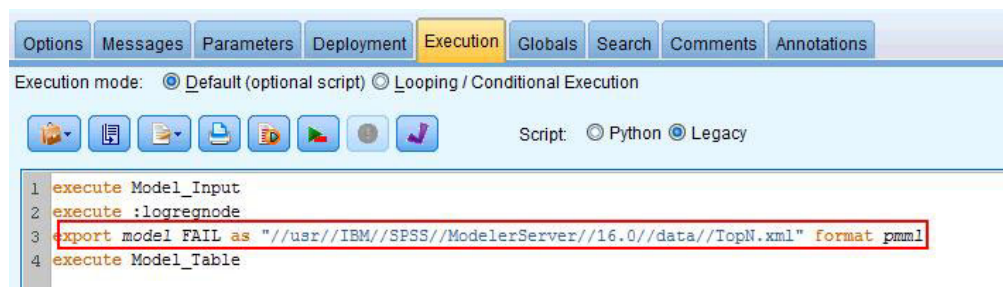 Options Messages Parameters Deployment Execution Globals Search Comments Annotations
Execution mode: Default (optional script) Looping / Conditional Execution
Script: Python Legacy
1 execute Model_Input
2 execute :logregnode
3 export model FAIL as "//usr//IBM//SPSS//ModelerServer//16.0//data//TopN.xml" format pmml
4 execute Model_Table